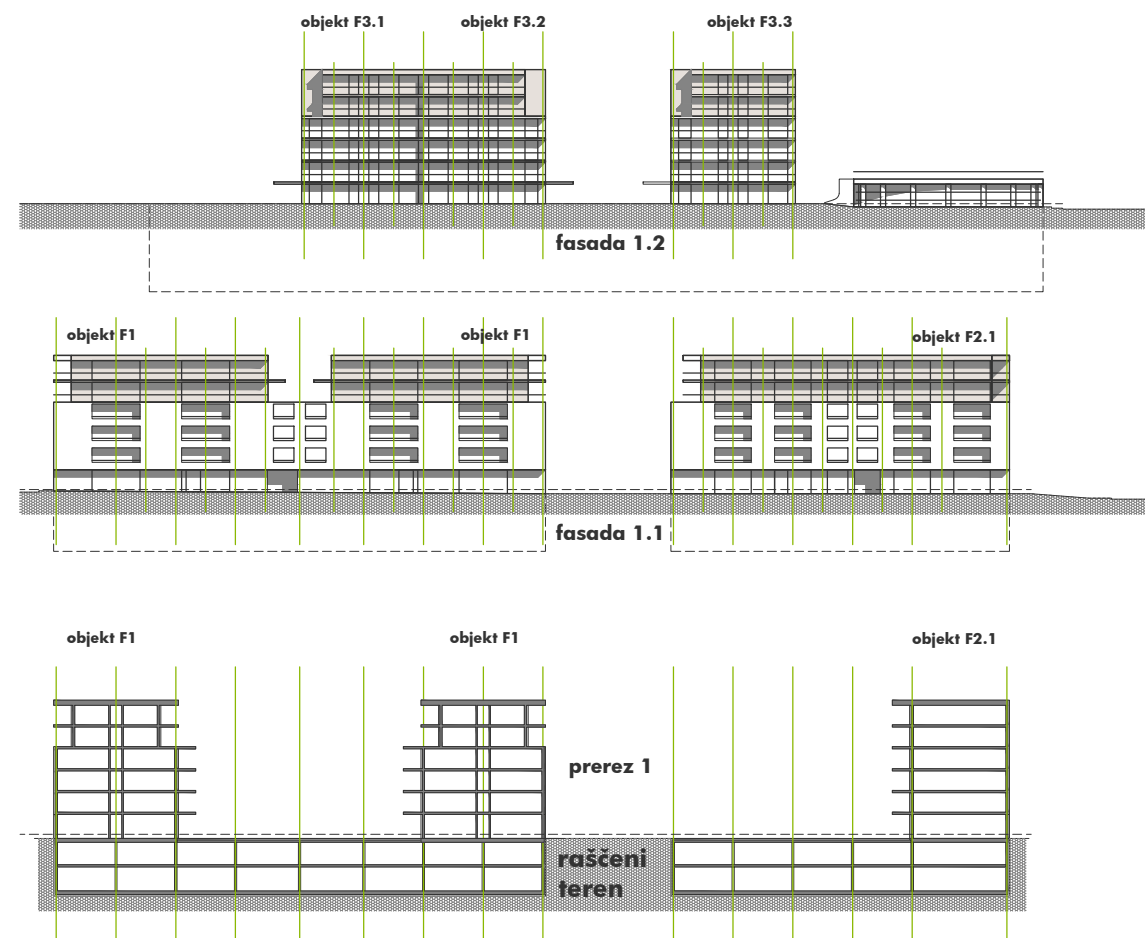 objekt F3.1
objekt F3.2
objekt F3.3
fasada 1.2
objekt F1
objekt F1
objekt F2.1
fasada 1.1
objekt F1
objekt F1
objekt F2.1
prerez 1
raščeni
teren